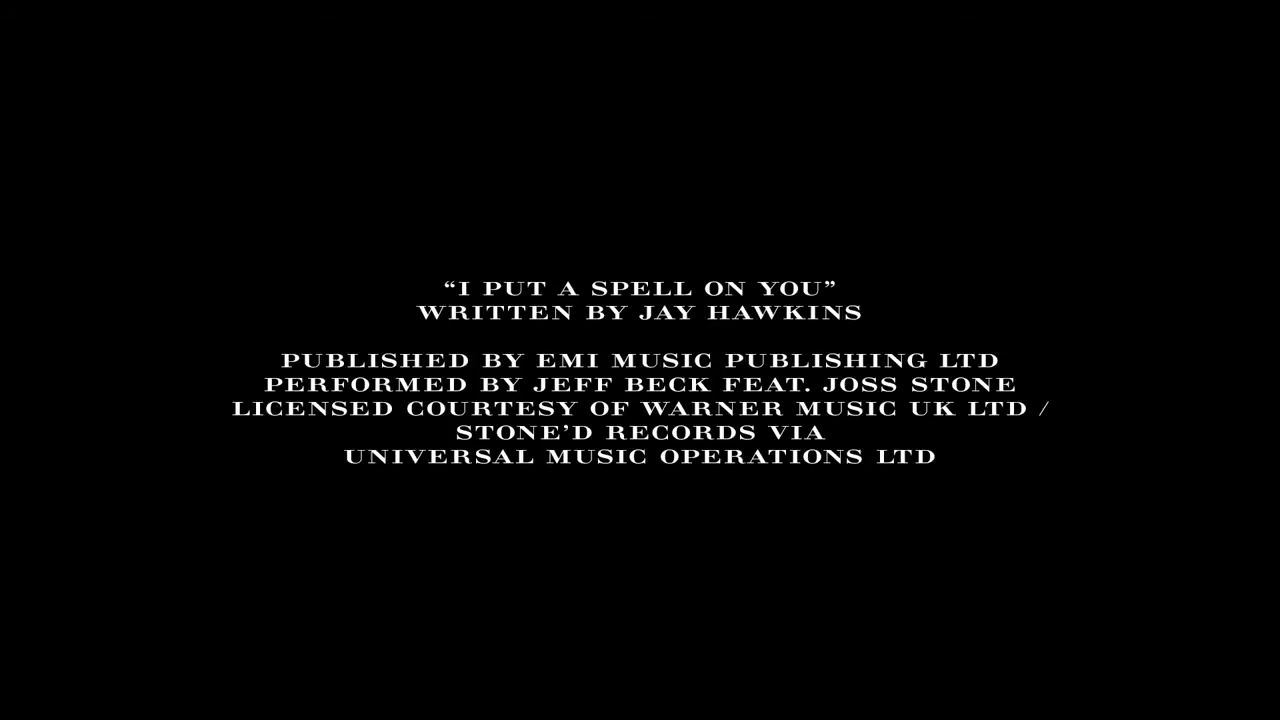 “I PUT A SPELL ON YOU”
WRITTEN BY JAY HAWKINS
PUBLISHED BY EMI MUSIC PUBLISHING LTD
PERFORMED BY JEFF BECK FEAT. JOSS STONE
LICENSED COURTESY OF WARNER MUSIC UK LTD /
STONE’D RECORDS VIA
UNIVERSAL MUSIC OPERATIONS LTD